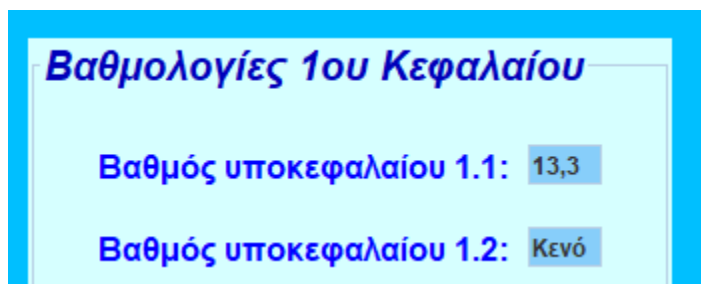 Βαθμολογίες 1ου Κεφαλαίου
Βαθμός υποκεφαλαίου 1.1: 13,3
Βαθμός υποκεφαλαίου 1.2: Κενό